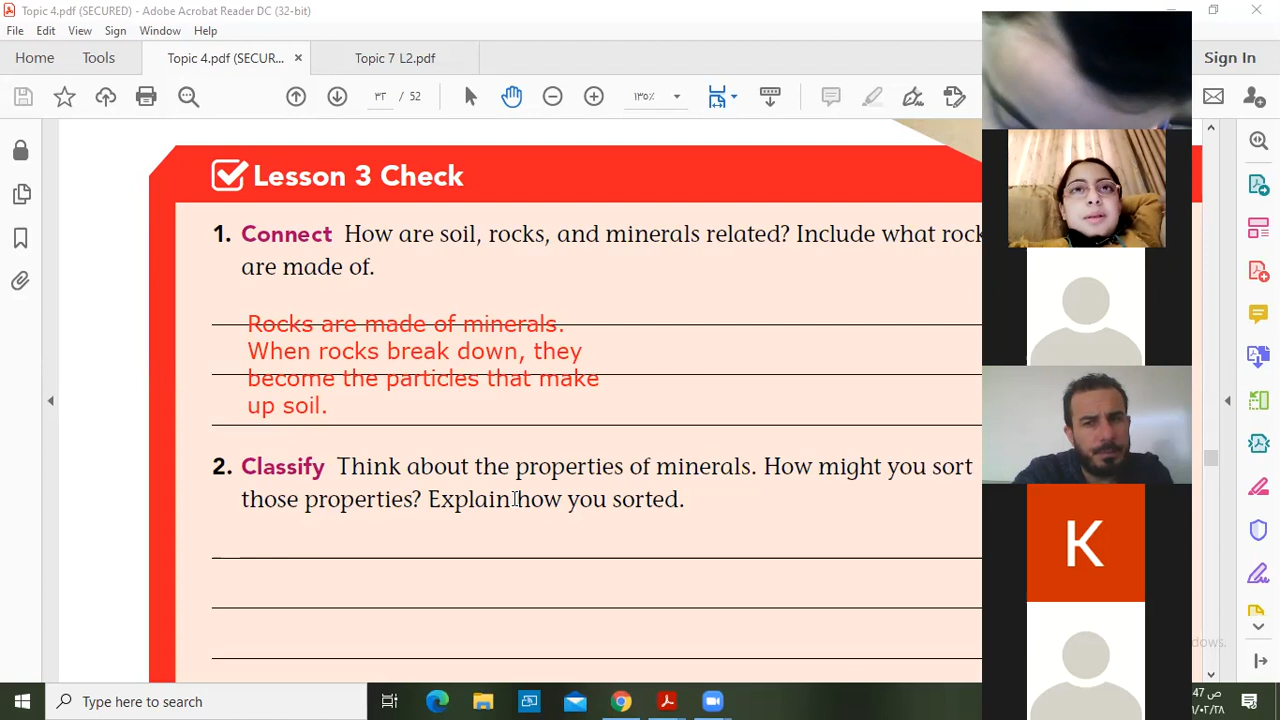 Topic 4.pdf (SECURED) - Adobe Acrobat Reader DC (32-bit)
File Edit View Sign Window Help
Home Tools Topic 4.pdf (SECUR... × Topic 7 L2.pdf Sign In
٣٣ / 52 ١٣٥٪
Lesson 3 Check
1. Connect How are soil, rocks, and minerals related? Include what rock
are made of.
Rocks are made of minerals.
When rocks break down, they
become the particles that make
up soil.
2. Classify Think about the properties of minerals. How might you sort
those properties? Explain how you sorted.
K
dows.
Type here to search
47 ص